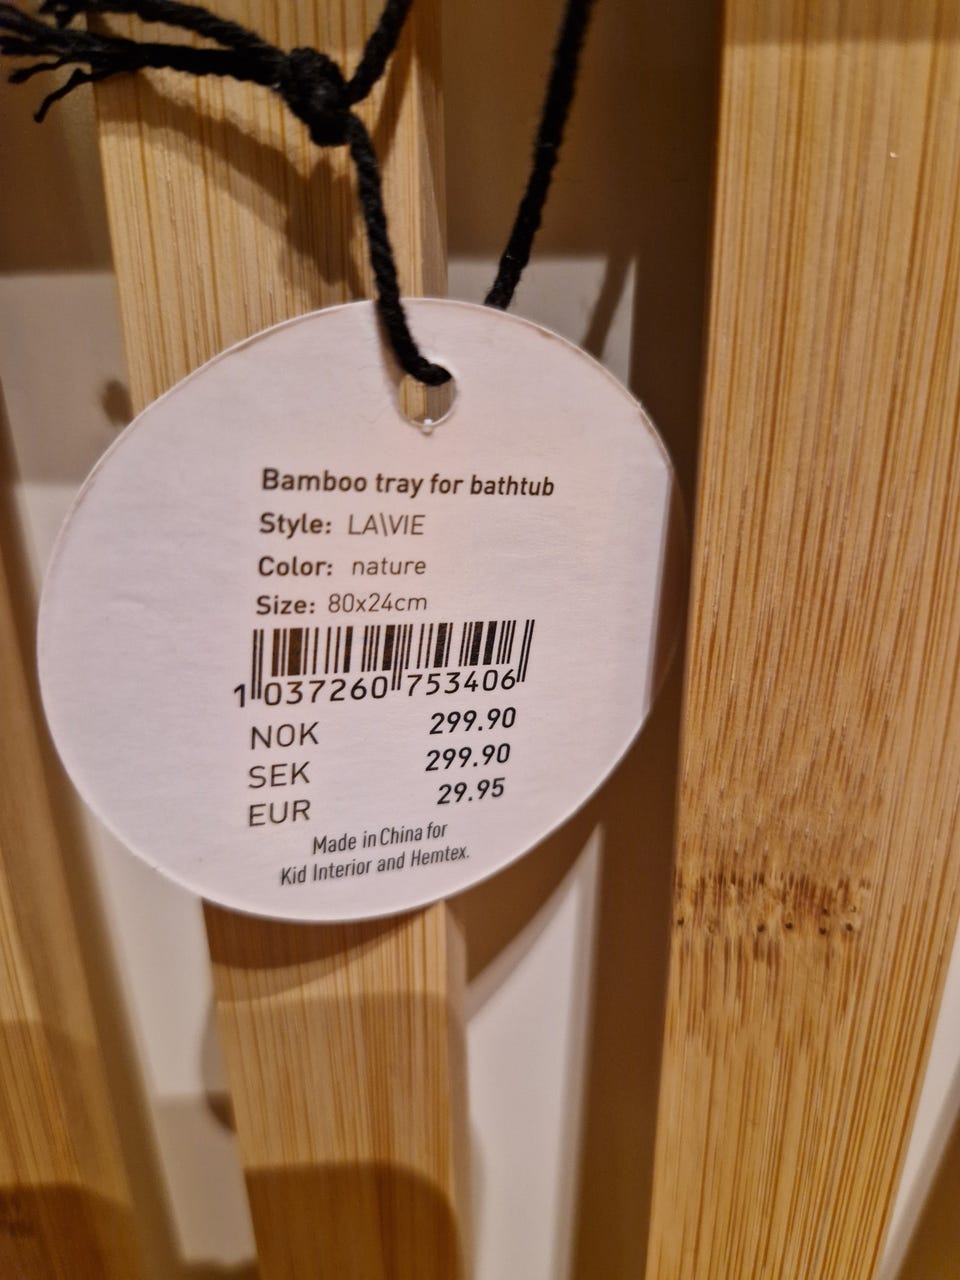 Bamboo tray for bathtub
Style: LA\VIE
Color: nature
Size: 80x24cm
1 037260 753406
NOK 299.90
SEK 299.90
EUR 29.95
Made in China for
Kid Interior and Hemtex.